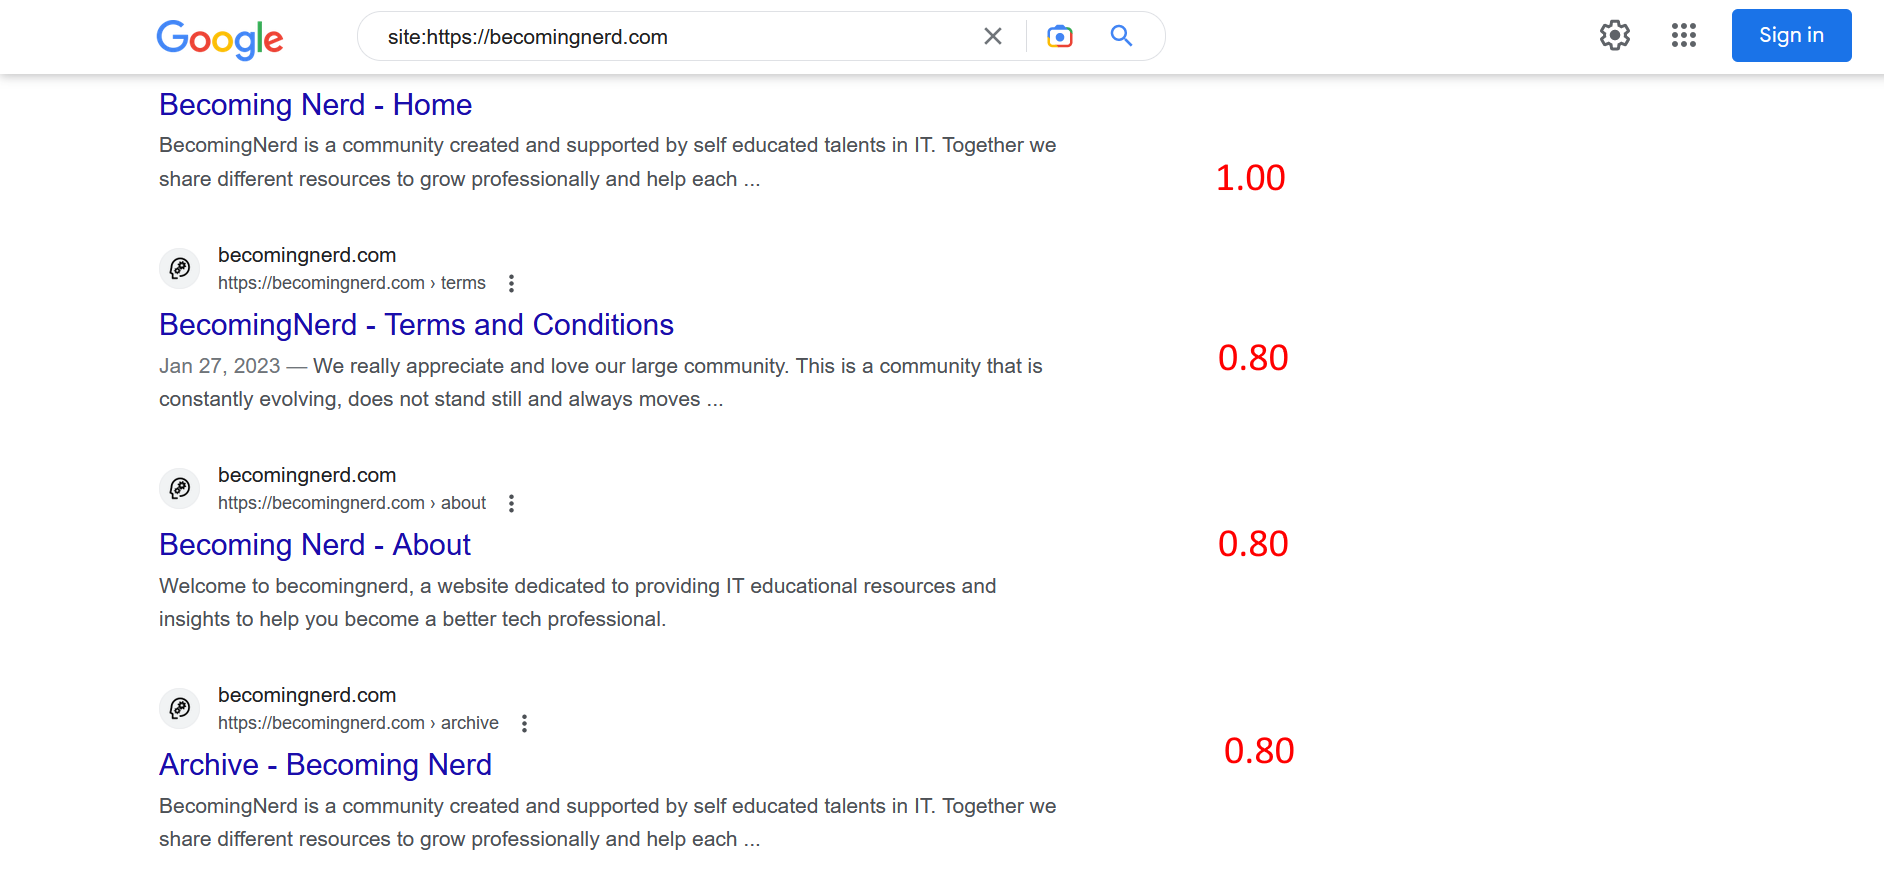 Google
site:https://becomingnerd.com
Sign in
Becoming Nerd - Home
BecomingNerd is a community created and supported by self educated talents in IT. Together we
share different resources to grow professionally and help each ...
1.00
becomingnerd.com
https://becomingnerd.com › terms
BecomingNerd - Terms and Conditions
Jan 27, 2023 — We really appreciate and love our large community. This is a community that is
constantly evolving, does not stand still and always moves ...
0.80
becomingnerd.com
https://becomingnerd.com › about
Becoming Nerd - About
Welcome to becomingnerd, a website dedicated to providing IT educational resources and
insights to help you become a better tech professional.
0.80
becomingnerd.com
https://becomingnerd.com › archive
Archive - Becoming Nerd
BecomingNerd is a community created and supported by self educated talents in IT. Together we
share different resources to grow professionally and help each ...
0.80